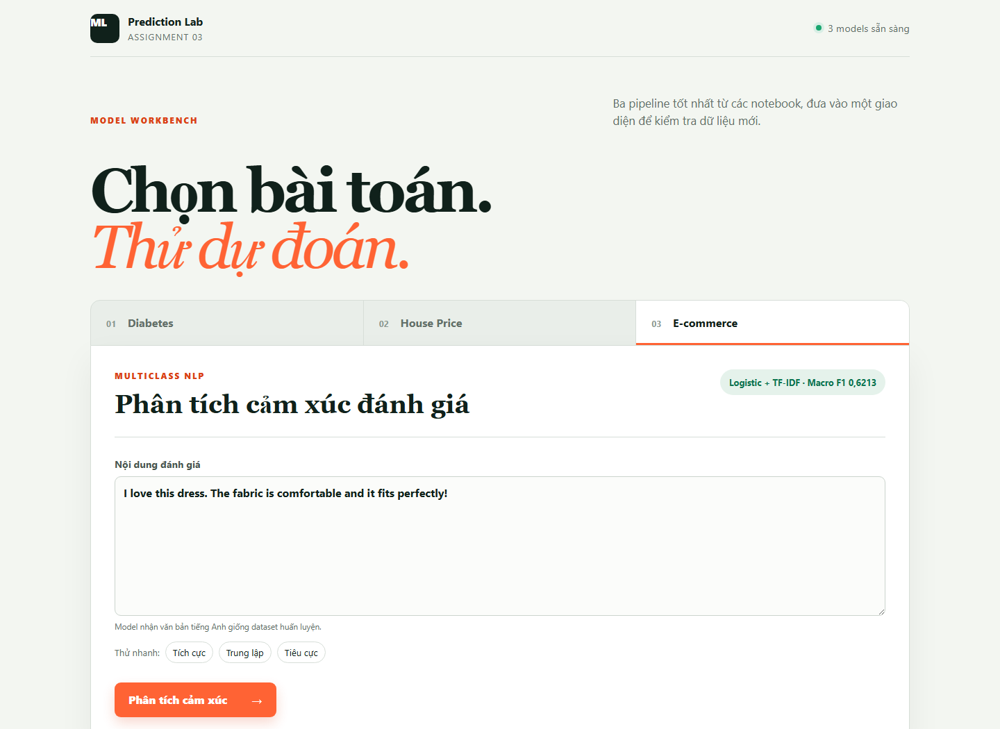 ML
Prediction Lab
ASSIGNMENT 03
3 models sẵn sàng
MODEL WORKBENCH
Ba pipeline tốt nhất từ các notebook, đưa vào một giao
diện để kiểm tra dữ liệu mới.
Chọn bài toán.
Thử dự đoán.
01 Diabetes
02 House Price
03 E-commerce
MULTICLASS NLP
Logistic + TF-IDF · Macro F1 0,6213
Phân tích cảm xúc đánh giá
Nội dung đánh giá
I love this dress. The fabric is comfortable and it fits perfectly!
Model nhận văn bản tiếng Anh giống dataset huấn luyện.
Thử nhanh: Tích cực Trung lập Tiêu cực
Phân tích cảm xúc →